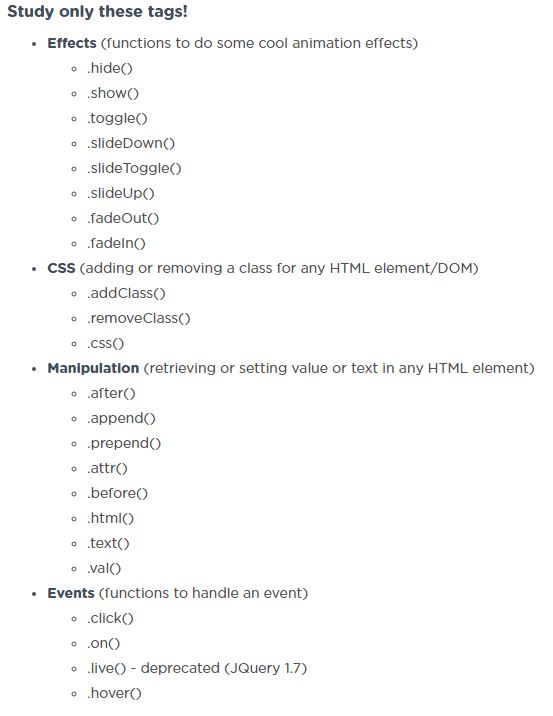 Study only these tags!
Effects (functions to do some cool animation effects)
.hide()
.show()
.toggle()
.slideDown()
.slideToggle()
.slideUp()
.fadeOut()
.fadeIn()
CSS (adding or removing a class for any HTML element/DOM)
.addClass()
.removeClass()
.css()
Manipulation (retrieving or setting value or text in any HTML element)
.after()
.append()
.prepend()
.attr()
.before()
.html()
.text()
.val()
Events (functions to handle an event)
.click()
.on()
.live() - deprecated (JQuery 1.7)
.hover()